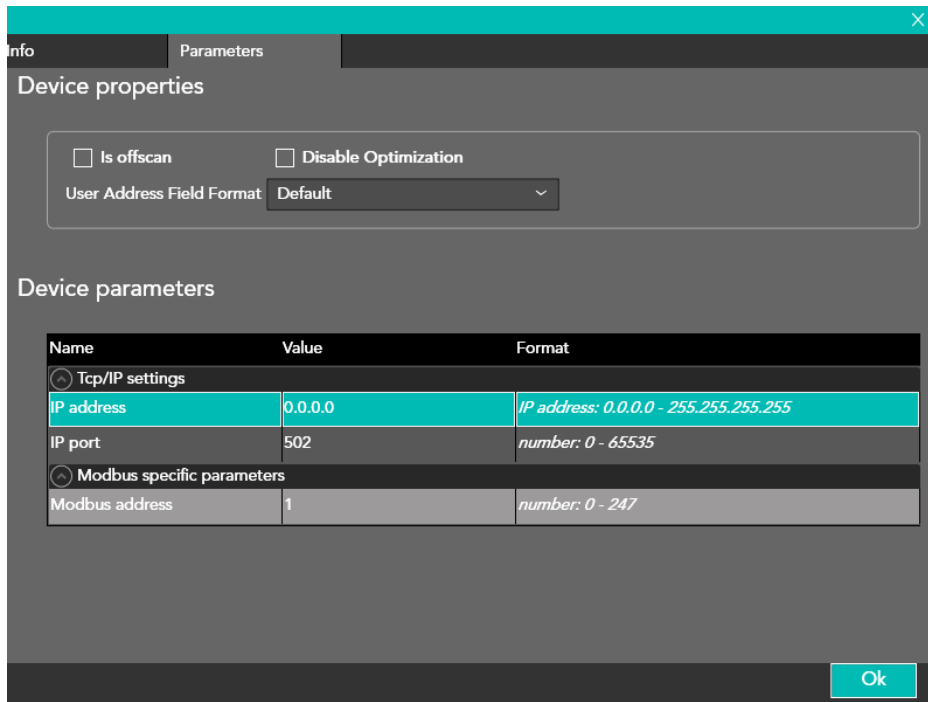 Info Parameters
Device properties
Is offscan Disable Optimization
User Address Field Format Default
Device parameters
Name Value Format
Tcp/IP settings
IP address 0.0.0.0 IP address: 0.0.0.0 - 255.255.255.255
IP port 502 number: 0 - 65535
Modbus specific parameters
Modbus address 1 number: 0 - 247
Ok